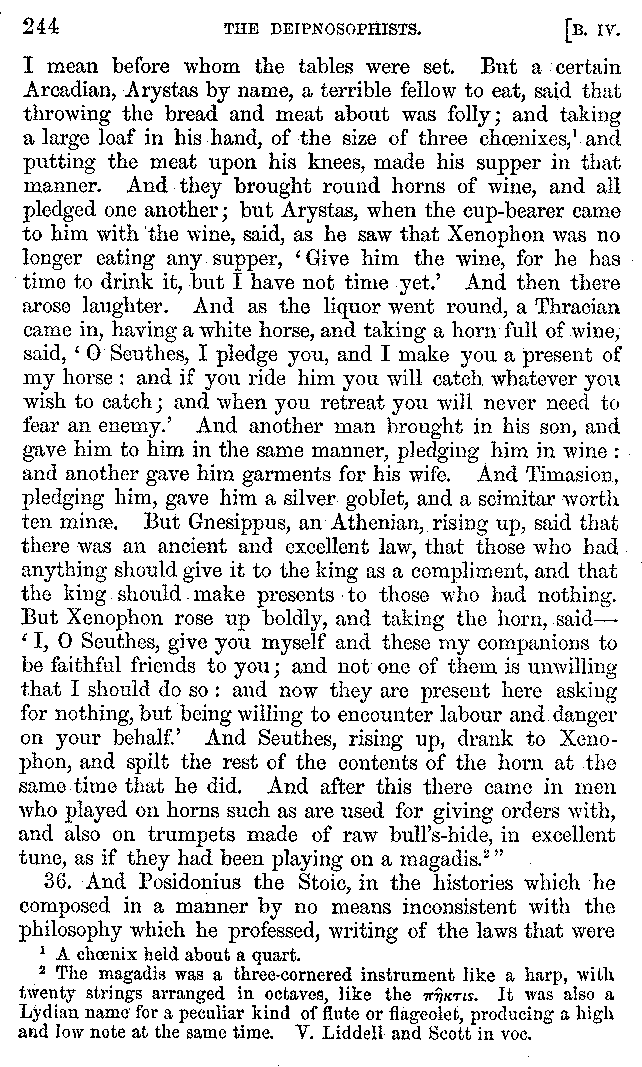 244 THE DEIPNOSOPHISTS. [B. IV.
I mean before whom the tables were set. But a certain
Arcadian, Arystas by name, a terrible fellow to eat, said that
throwing the bread and meat about was folly; and taking
a large loaf in his hand, of the size of three chœnixes,¹ and
putting the meat upon his knees, made his supper in that
manner. And they brought round horns of wine, and all
pledged one another; but Arystas, when the cup-bearer came
to him with the wine, said, as he saw that Xenophon was no
longer eating any supper, ‘Give him the wine, for he has
time to drink it, but I have not time yet.’ And then there
arose laughter. And as the liquor went round, a Thracian
came in, having a white horse, and taking a horn full of wine,
said, ‘O Seuthes, I pledge you, and I make you a present of
my horse: and if you ride him you will catch whatever you
wish to catch; and when you retreat you will never need to
fear an enemy.’ And another man brought in his son, and
gave him to him in the same manner, pledging him in wine:
and another gave him garments for his wife. And Timasion,
pledging him, gave him a silver goblet, and a scimitar worth
ten minæ. But Gnesippus, an Athenian, rising up, said that
there was an ancient and excellent law, that those who had
anything should give it to the king as a compliment, and that
the king should make presents to those who had nothing.
But Xenophon rose up boldly, and taking the horn, said—
‘I, O Seuthes, give you myself and these my companions to
be faithful friends to you; and not one of them is unwilling
that I should do so: and now they are present here asking
for nothing, but being willing to encounter labour and danger
on your behalf.’ And Seuthes, rising up, drank to Xeno-
phon, and spilt the rest of the contents of the horn at the
same time that he did. And after this there came in men
who played on horns such as are used for giving orders with,
and also on trumpets made of raw bull’s-hide, in excellent
tune, as if they had been playing on a magadis.²”
36. And Posidonius the Stoic, in the histories which he
composed in a manner by no means inconsistent with the
philosophy which he professed, writing of the laws that were
¹ A chœnix held about a quart.
² The magadis was a three-cornered instrument like a harp, with
twenty strings arranged in octaves, like the πῆκτις. It was also a
Lydian name for a peculiar kind of flute or flageolet, producing a high
and low note at the same time. V. Liddell and Scott in voc.